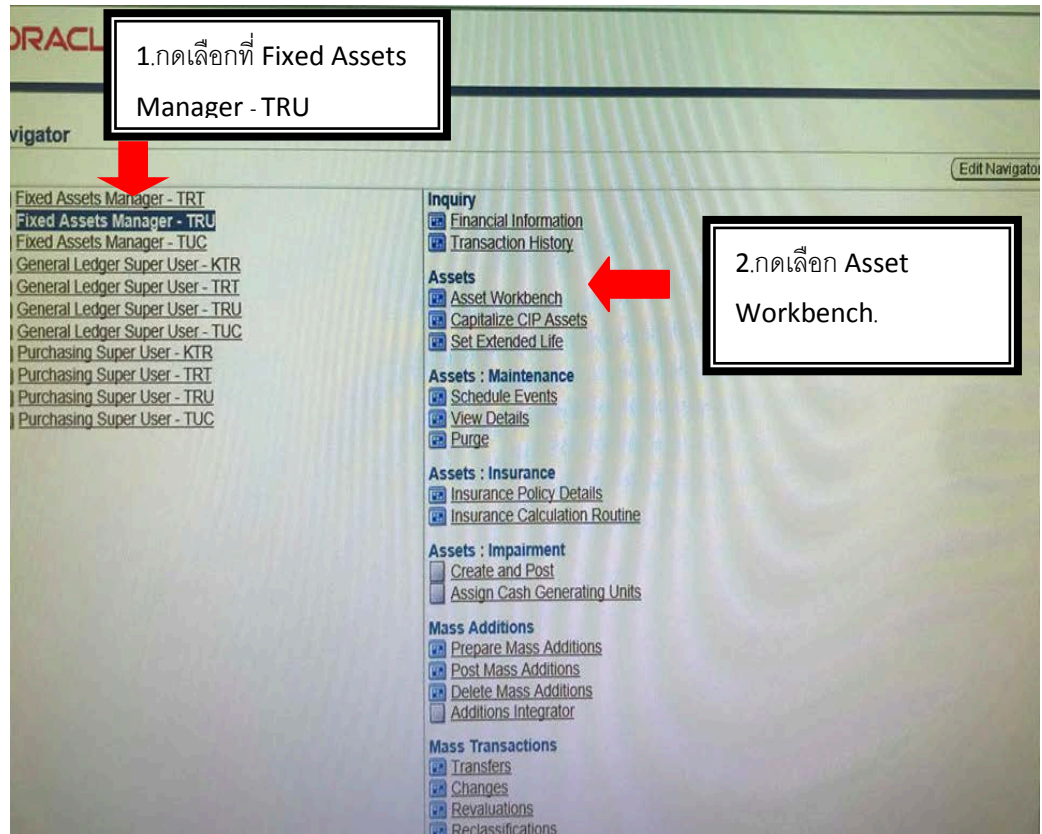 ORACL
1.กดเลือกที่ Fixed Assets
Manager - TRU
vigator
Edit Navigator
Fixed Assets Manager - TRT
Fixed Assets Manager - TRU
Fixed Assets Manager - TUC
General Ledger Super User - KTR
General Ledger Super User - TRT
General Ledger Super User - TRU
General Ledger Super User - TUC
Purchasing Super User - KTR
Purchasing Super User - TRT
Purchasing Super User - TRU
Purchasing Super User - TUC
Inquiry
Financial Information
Transaction History
Assets
Asset Workbench
Capitalize CIP Assets
Set Extended Life
2.กดเลือก Asset
Workbench.
Assets : Maintenance
Schedule Events
View Details
Purge
Assets : Insurance
Insurance Policy Details
Insurance Calculation Routine
Assets : Impairment
Create and Post
Assign Cash Generating Units
Mass Additions
Prepare Mass Additions
Post Mass Additions
Delete Mass Additions
Additions Integrator
Mass Transactions
Transfers
Changes
Revaluations
Reclassifications